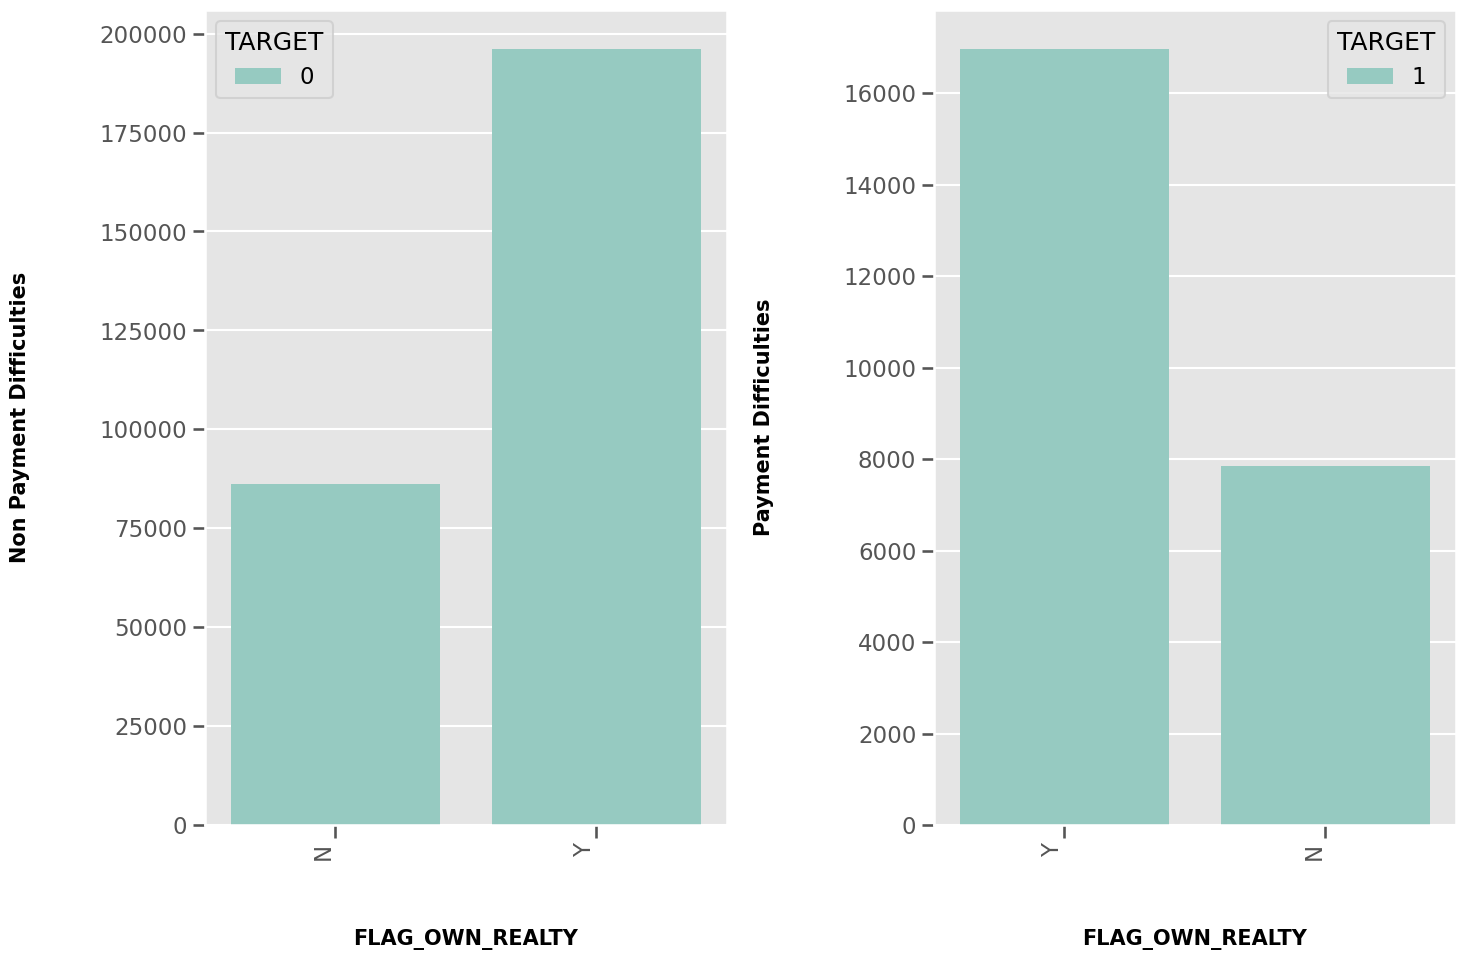 TARGET
0
200000
175000
150000
125000
100000
75000
50000
25000
0
Non Payment Difficulties
N
Y
FLAG_OWN_REALTY
TARGET
1
16000
14000
12000
10000
8000
6000
4000
2000
0
Payment Difficulties
Y
N
FLAG_OWN_REALTY